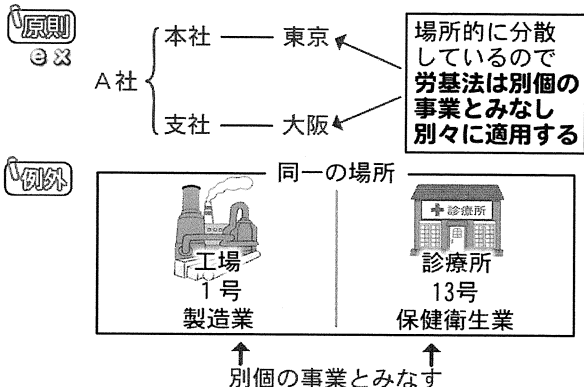 原則
ex
A社
本社 ― 東京
支社 ― 大阪
場所的に分散
しているので
労基法は別個の
事業とみなし
別々に適用する
例外
同一の場所
工場
1号
製造業
診療所
診療所
13号
保健衛生業
別個の事業とみなす